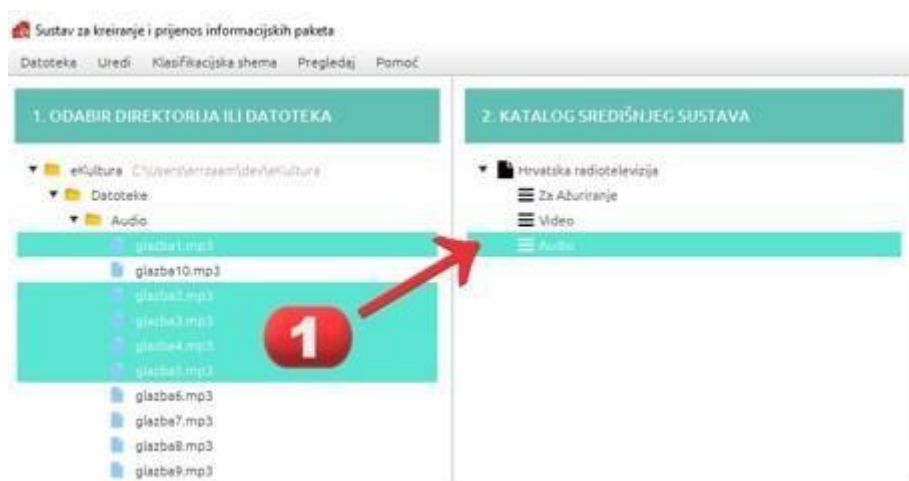 Sustav za kreiranje i prijenos informacijskih paketa
Datoteka Uredi Klasifikacijska shema Pregledaj Pomoć
1. ODABIR DIREKTORIJA ILI DATOTEKA
2. KATALOG SREDIŠNJEG SUSTAVA
eKultura
Datoteke
Audio
glazba1.mp3
glazba10.mp3
glazba2.mp3
glazba3.mp3
glazba4.mp3
glazba5.mp3
glazba6.mp3
glazba7.mp3
glazba8.mp3
glazba9.mp3
Hrvatska radiotelevizija
Za Ažuriranje
Video
Audio
1